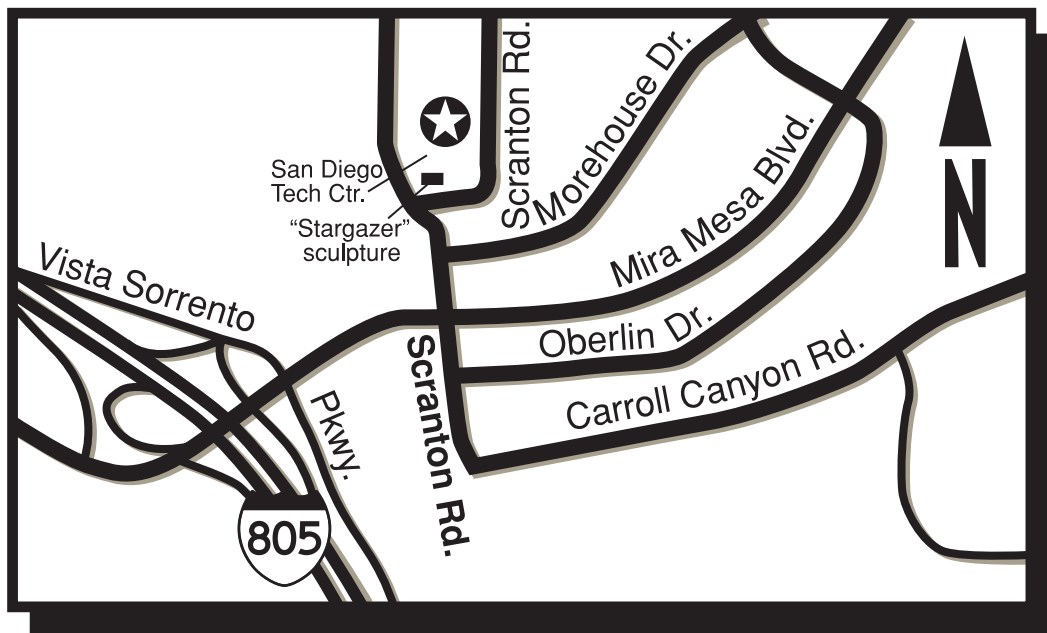 Scranton Rd.
Morehouse Dr.
San Diego
Tech Ctr.
“Stargazer”
sculpture
Mira Mesa Blvd.
N
Vista Sorrento
Pkwy.
Oberlin Dr.
Scranton Rd.
Carroll Canyon Rd.
805